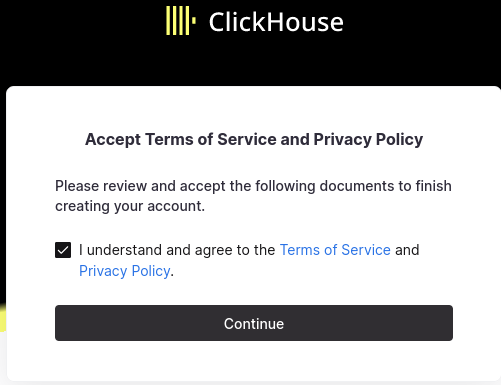 ClickHouse
Accept Terms of Service and Privacy Policy
Please review and accept the following documents to finish
creating your account.
I understand and agree to the Terms of Service and
Privacy Policy.
Continue